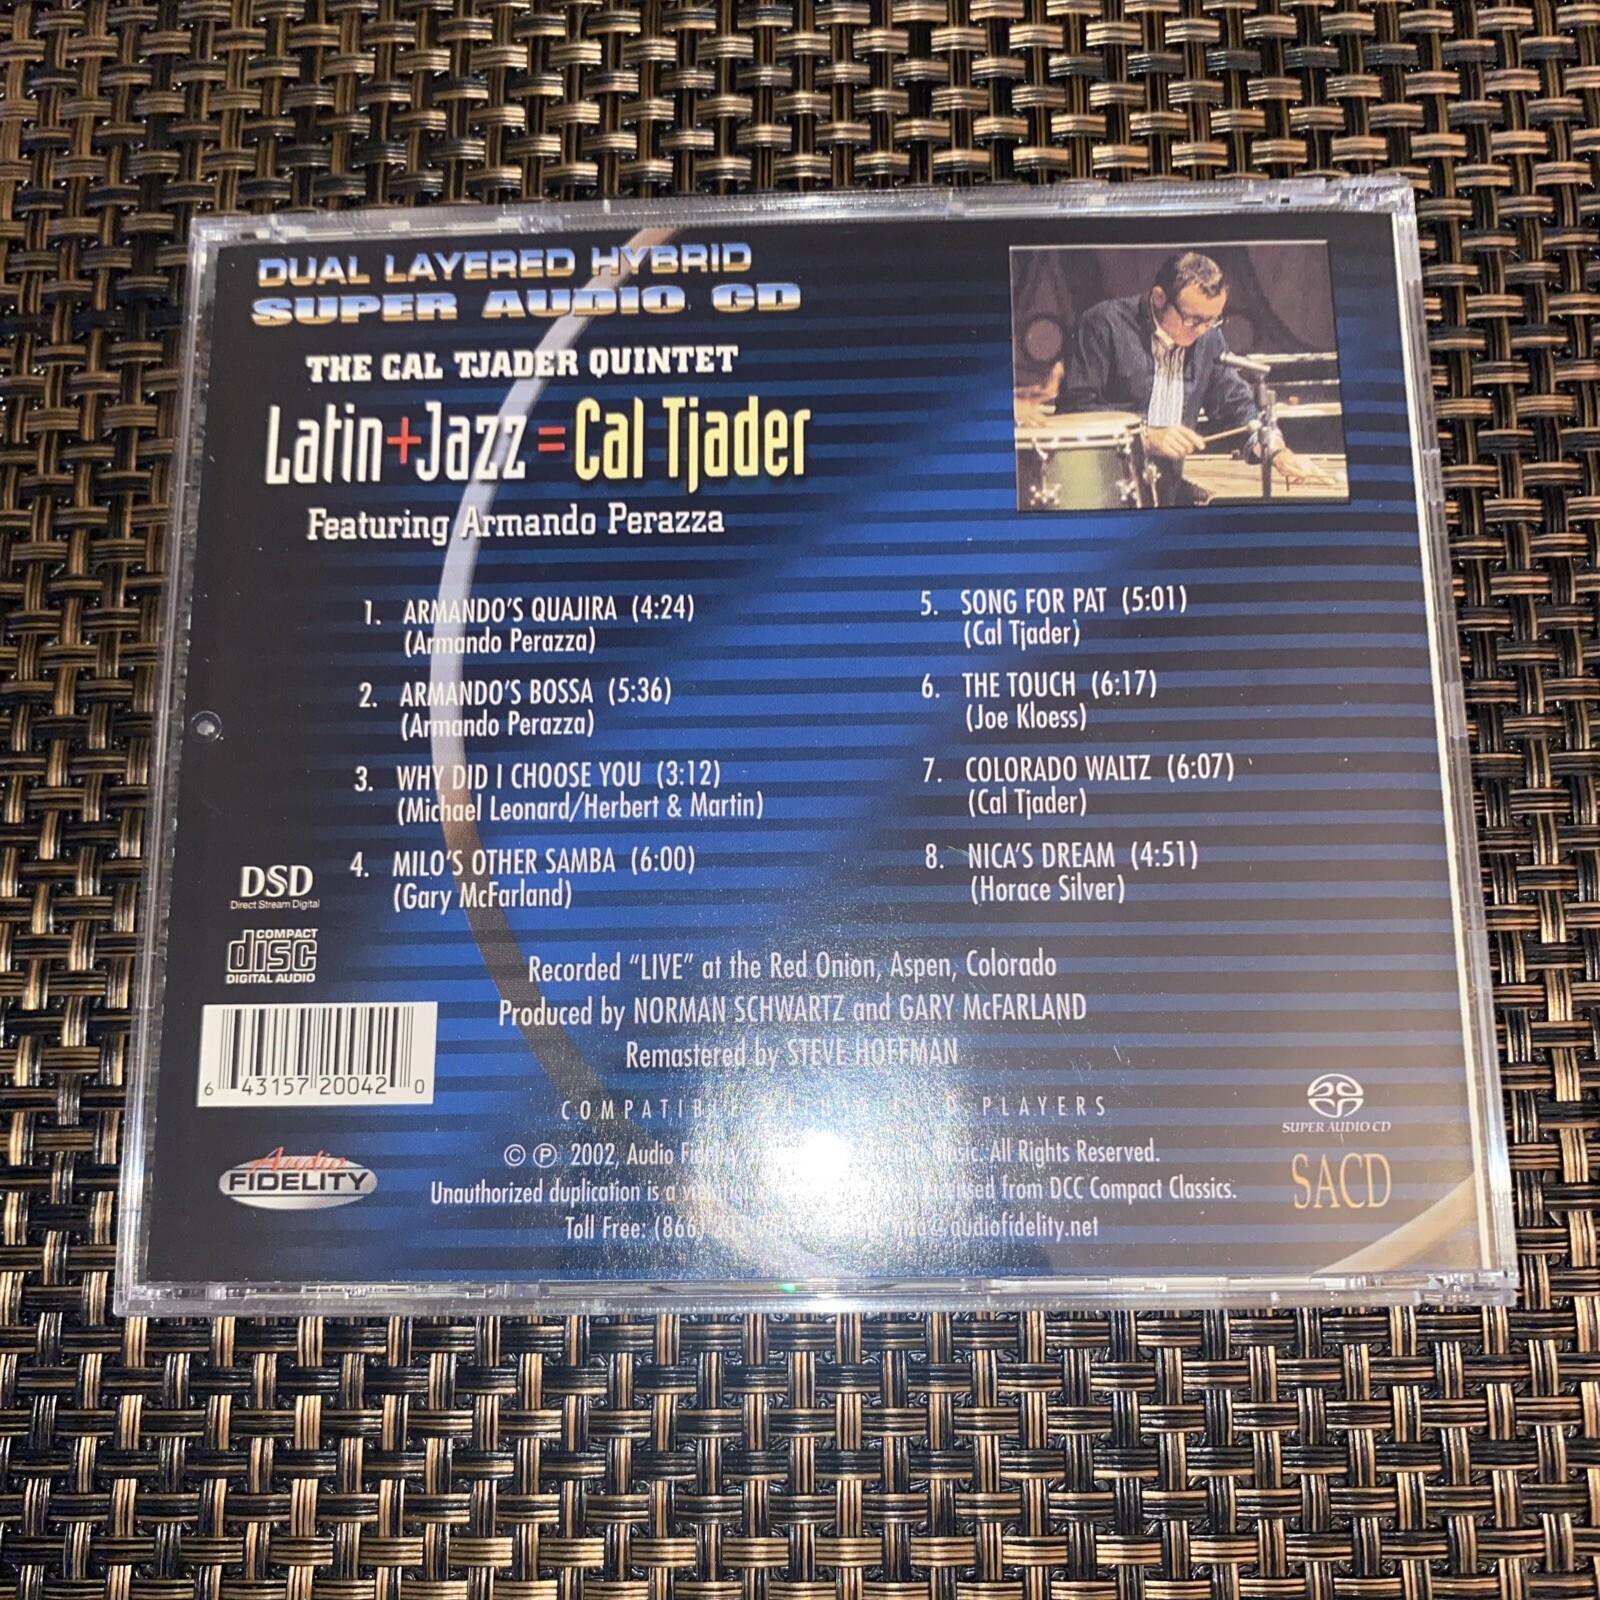 DUAL LAYERED HYBRID
SUPER AUDIO CD
THE CAL TJADER QUINTET
Latin+Jazz=Cal Tjader
Featuring Armando Perazza
1. ARMANDO'S QUAJIRA (4:24)
(Armando Perazza)
2. ARMANDO'S BOSSA (5:36)
(Armando Perazza)
3. WHY DID I CHOOSE YOU (3:12)
(Michael Leonard/Herbert & Martin)
4. MILO'S OTHER SAMBA (6:00)
(Gary McFarland)
5. SONG FOR PAT (5:01)
(Cal Tjader)
6. THE TOUCH (6:17)
(Joe Kloess)
7. COLORADO WALTZ (6:07)
(Cal Tjader)
8. NICA'S DREAM (4:51)
(Horace Silver)
DSD
Direct Stream Digital
COMPACT
disc
DIGITAL AUDIO
6 43157 20042 0
Audio
FIDELITY
Recorded "LIVE" at the Red Onion, Aspen, Colorado
Produced by NORMAN SCHWARTZ and GARY McFARLAND
Remastered by STEVE HOFFMAN
PLAYERS
© ℗ 2002, Audio All Rights Reserved.
Unauthorized duplication is a from DCC Compact Classics.
Toll Free: (866)
SUPER AUDIO CD
SACD